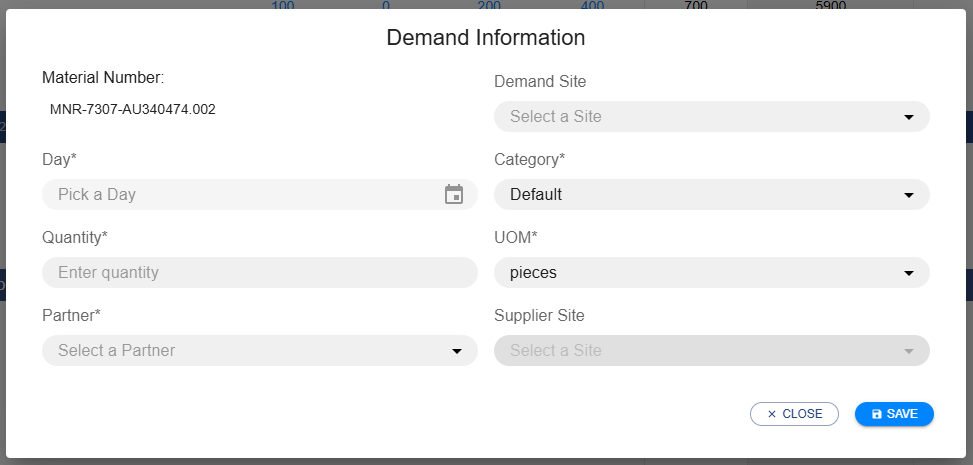 100 0 200 400 700 5900
Demand Information
Material Number:
MNR-7307-AU340474.002
Demand Site
Select a Site
Day*
Pick a Day
Category*
Default
Quantity*
Enter quantity
UOM*
pieces
Partner*
Select a Partner
Supplier Site
Select a Site
CLOSE
SAVE